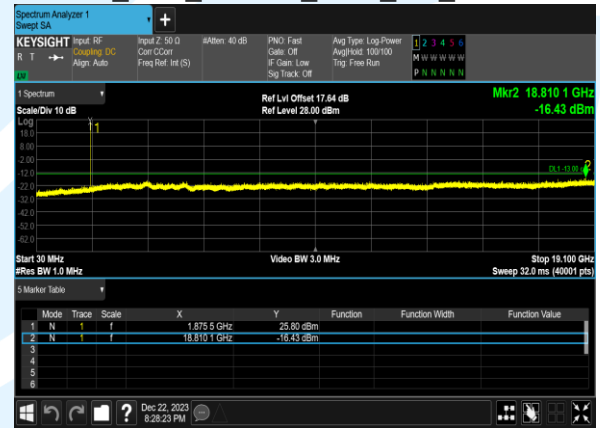 Spectrum Analyzer 1
Swept SA
+
KEYSIGHT Input: RF Input Z: 50 Ω #Atten: 40 dB PNO: Fast Avg Type: Log-Power 1 2 3 4 5 6
R T Coupling: DC Corr CCorr Gate: Off Avg|Hold: 100/100 M W W W W W
Align: Auto Freq Ref: Int (S) IF Gain: Low Trig: Free Run P N N N N N
LV Sig Track: Off
1 Spectrum Ref Lvl Offset 17.64 dB Mkr2 18.810 1 GHz
Scale/Div 10 dB Ref Level 28.00 dBm -16.43 dBm
Log
18.0 1
8.00
-2.00
-12.0 DL1 -13.00 2
-22.0
-32.0
-42.0
-52.0
-62.0
Start 30 MHz Video BW 3.0 MHz Stop 19.100 GHz
#Res BW 1.0 MHz Sweep 32.0 ms (40001 pts)
5 Marker Table
Mode Trace Scale X Y Function Function Width Function Value
1 N 1 f 1.875 5 GHz 25.80 dBm
2 N 1 f 18.810 1 GHz -16.43 dBm
3
4
5
6
? Dec 22, 2023
8:28:23 PM